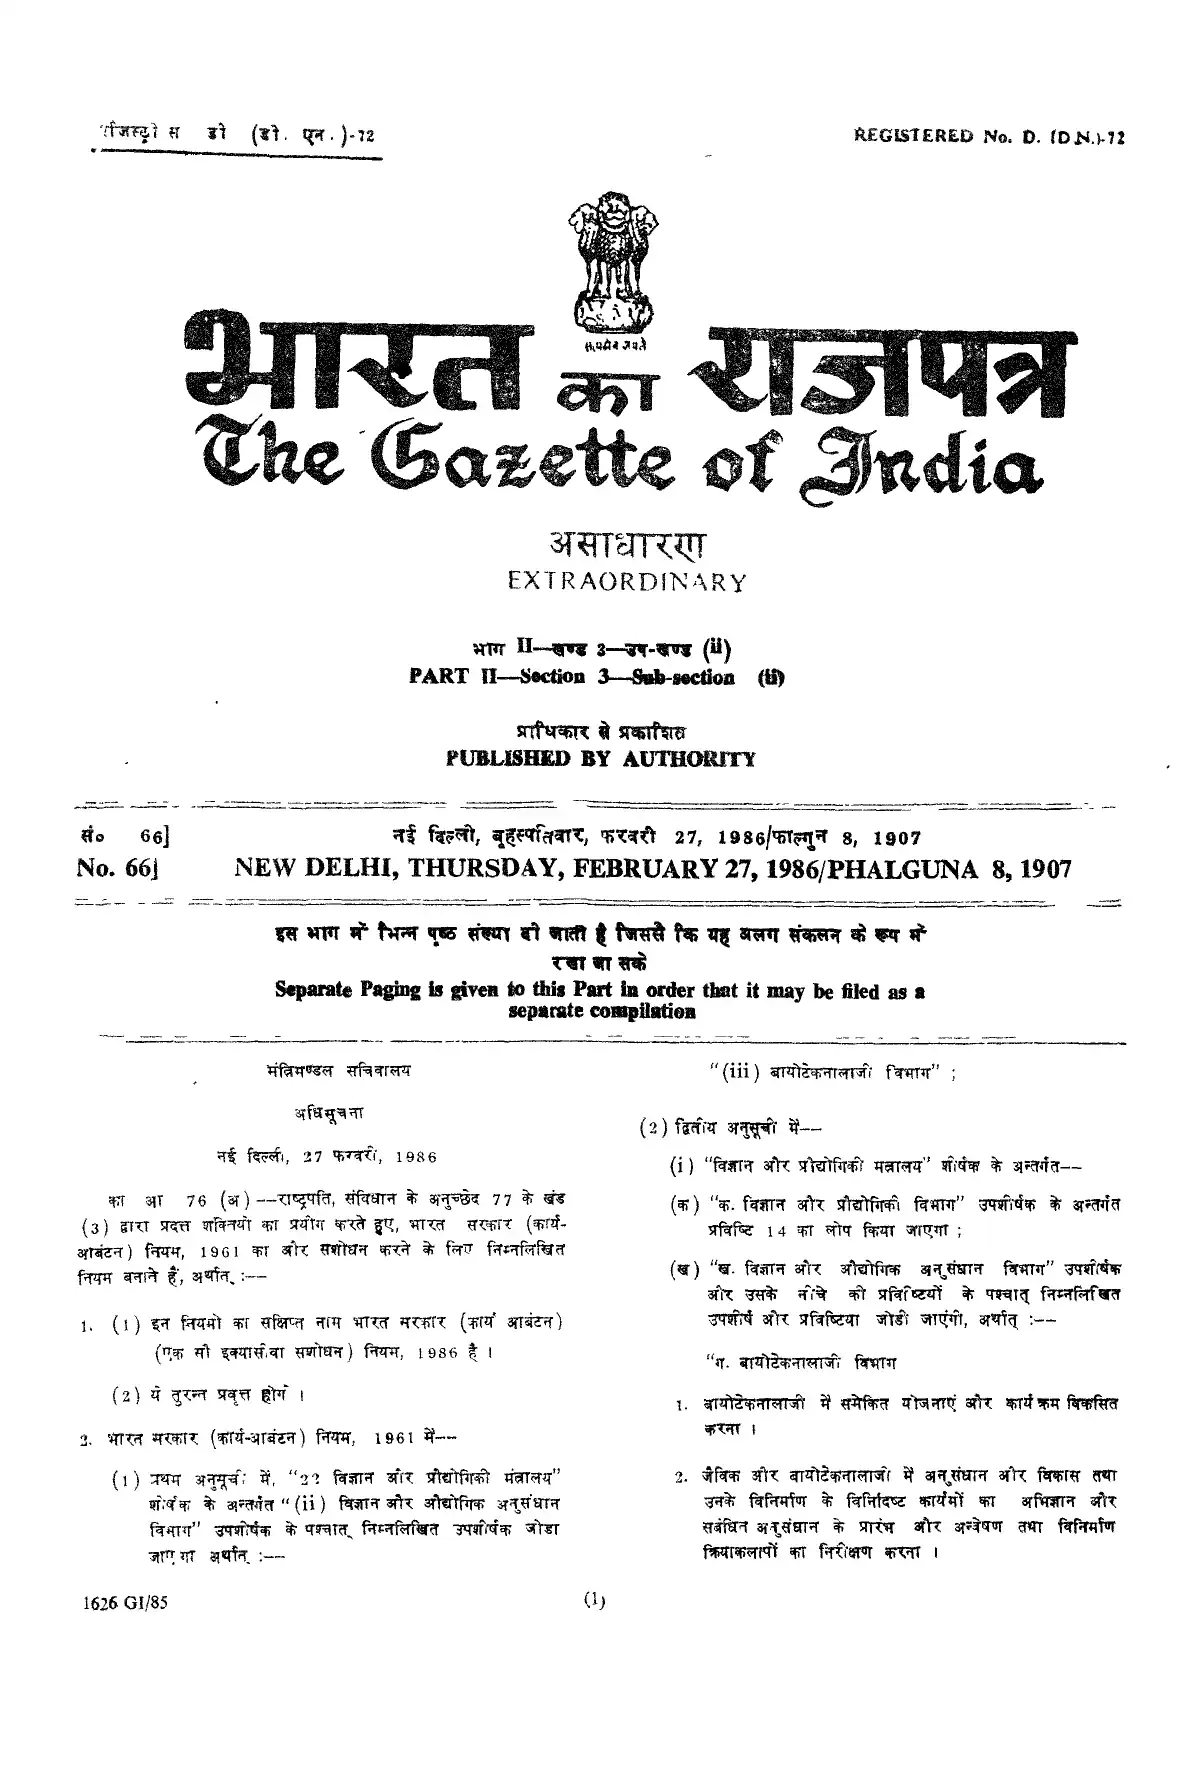 रजिस्ट्री सं डी (डी. एन.)-72
REGISTERED No. D. (D.N.)-72
सत्यमेव जयते
भारत का राजपत्र
The Gazette of India
असाधारण
EXTRAORDINARY
भाग II—खण्ड 3—उप-खण्ड (ii)
PART II—Section 3—Sub-section (ii)
प्राधिकार से प्रकाशित
PUBLISHED BY AUTHORITY
सं० 66]
नई दिल्ली, बृहस्पतिवार, फरवरी 27, 1986/फाल्गुन 8, 1907
No. 66]
NEW DELHI, THURSDAY, FEBRUARY 27, 1986/PHALGUNA 8, 1907
इस भाग में भिन्न पृष्ठ संख्या दी जाती है जिससे कि यह अलग संकलन के रूप में
रखा जा सके
Separate Paging is given to this Part in order that it may be filed as a
separate compilation
मंत्रिमण्डल सचिवालय
अधिसूचना
नई दिल्ली, 27 फरवरी, 1986
का आ 76 (अ)--राष्ट्रपति, संविधान के अनुच्छेद 77 के खंड
(3) द्वारा प्रदत्त शक्तियों का प्रयोग करते हुए, भारत सरकार (कार्य-
आबंटन) नियम, 1961 का और संशोधन करने के लिए निम्नलिखित
नियम बनाते हैं, अर्थात् :--
1. (1) इन नियमों का संक्षिप्त नाम भारत सरकार (कार्य आबंटन)
(एक सौ इक्यासीवां संशोधन) नियम, 1986 है ।
(2) ये तुरन्त प्रवृत्त होंगे ।
2. भारत सरकार (कार्य-आबंटन) नियम, 1961 में--
(1) प्रथम अनुसूची में, "22 विज्ञान और प्रौद्योगिकी मंत्रालय"
शीर्षक के अन्तर्गत "(ii) विज्ञान और औद्योगिक अनुसंधान
विभाग" उपशीर्षक के पश्चात् निम्नलिखित उपशीर्षक जोड़ा
जाएगा अर्थात् :--
"(iii) बायोटेकनालाजी विभाग" ;
(2) द्वितीय अनुसूची में--
(i) "विज्ञान और प्रौद्योगिकी मंत्रालय" शीर्षक के अन्तर्गत--
(क) "क. विज्ञान और प्रौद्योगिकी विभाग" उपशीर्षक के अन्तर्गत
प्रविष्टि 14 का लोप किया जाएगा ;
(ख) "ख. विज्ञान और औद्योगिक अनुसंधान विभाग" उपशीर्षक
और उसके नीचे की प्रविष्टियों के पश्चात् निम्नलिखित
उपशीर्ष और प्रविष्टियां जोड़ी जाएंगी, अर्थात् :--
"ग. बायोटेकनालाजी विभाग
1. बायोटेकनालाजी में समेकित योजनाएं और कार्यक्रम विकसित
करना ।
2. जैविक और बायोटेकनालाजी में अनुसंधान और विकास तथा
उनके विनिर्माण के विनिर्दिष्ट कार्यक्रमों का अभिज्ञान और
संबंधित अनुसंधान के प्रारंभ और अन्वेषण तथा विनिर्माण
क्रियाकलापों का निरीक्षण करना ।
1626 GI/85
(1)